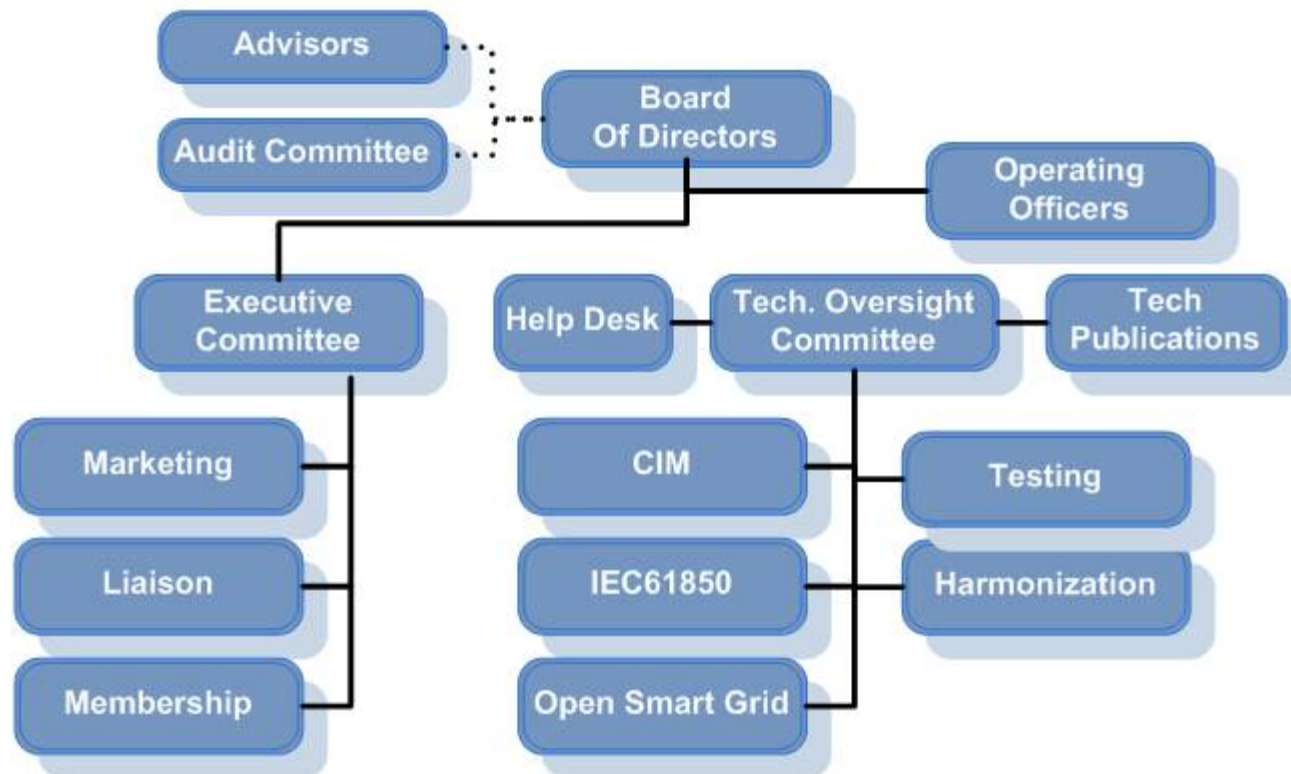 Advisors
Board
Of Directors
Audit Committee
Operating
Officers
Executive
Committee
Help Desk
Tech. Oversight
Committee
Tech
Publications
Marketing
CIM
Testing
Liaison
IEC61850
Harmonization
Membership
Open Smart Grid